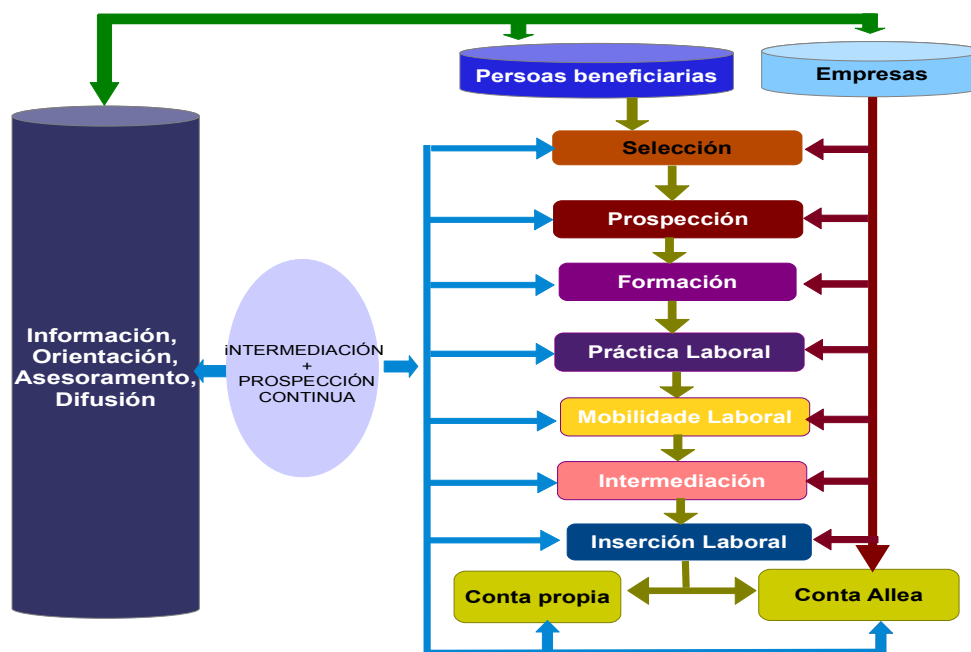 Persoas beneficiarias
Empresas
Selección
Prospección
Formación
Práctica Laboral
Mobilidade Laboral
Intermediación
Inserción Laboral
Conta propia
Conta Allea
Información,
Orientación,
Asesoramento,
Difusión
iNTERMEDIACIÓN
+
PROSPECCIÓN
CONTINUA